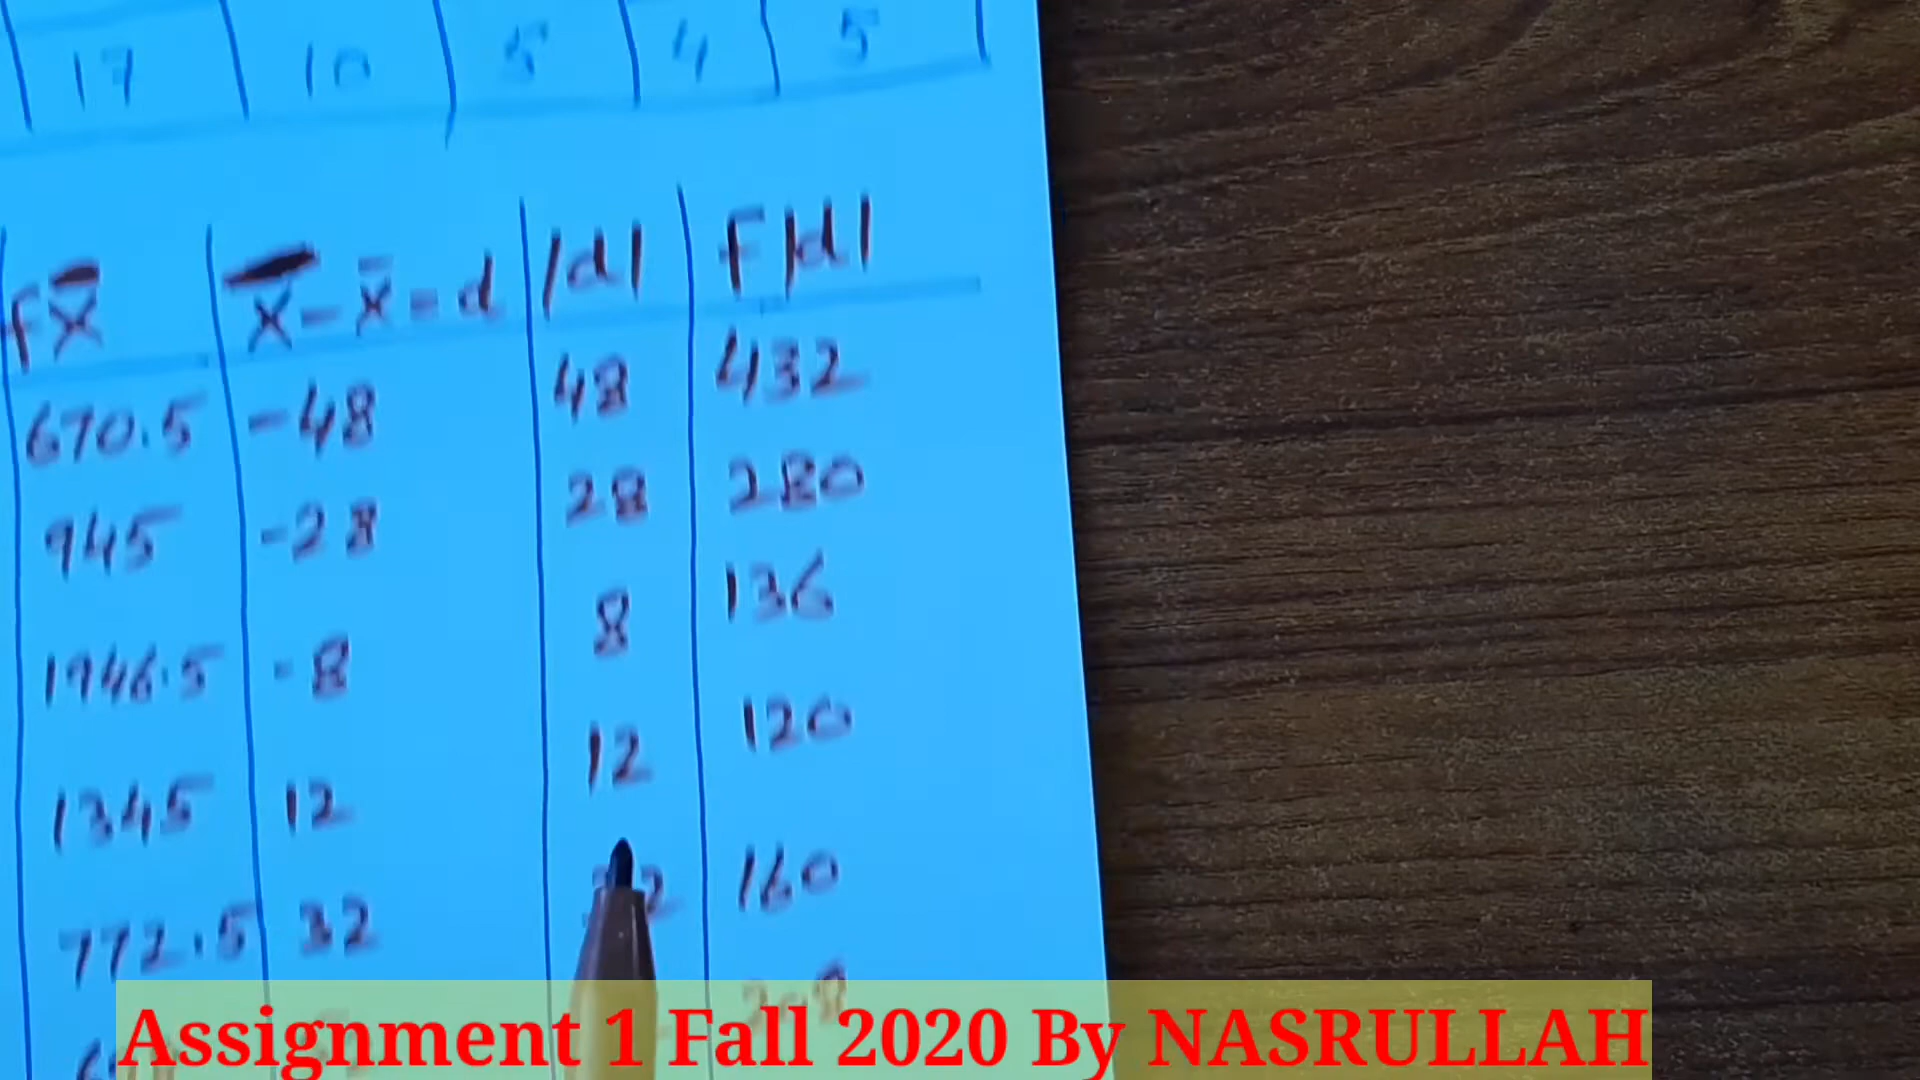 17 10 5 4 5
fX X - x̄ = d |d| f|d|
670.5 -48 48 432
945 -28 28 280
1946.5 -8 8 136
1345 12 12 120
772.5 32 160
Assignment 1 Fall 2020 By NASRULLAH